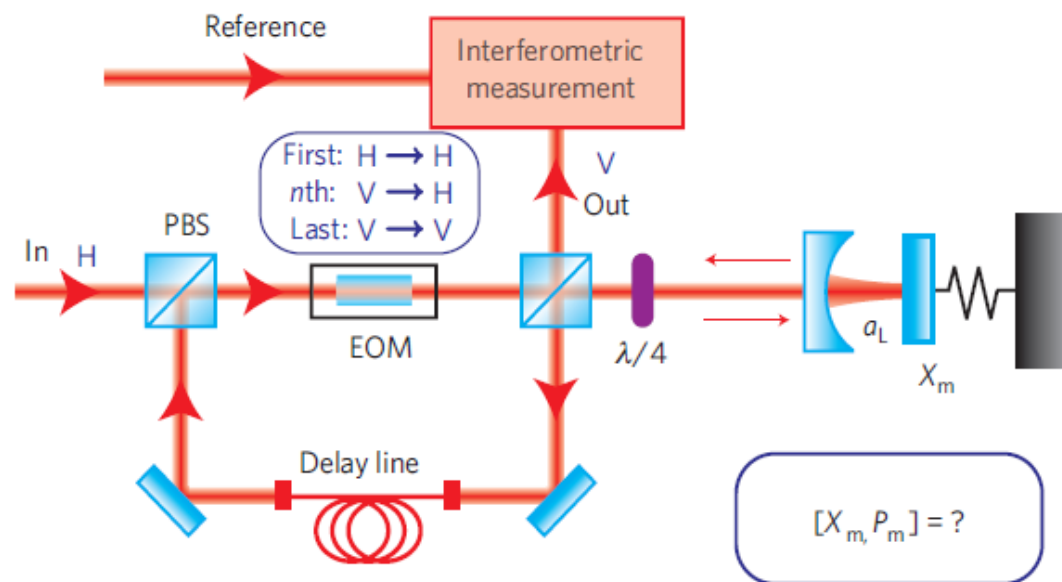 Reference
Interferometric
measurement
First: H → H
nth: V → H
Last: V → V
V
Out
PBS
In H
EOM
λ/4
a_L
X_m
Delay line
[X_m, P_m] = ?